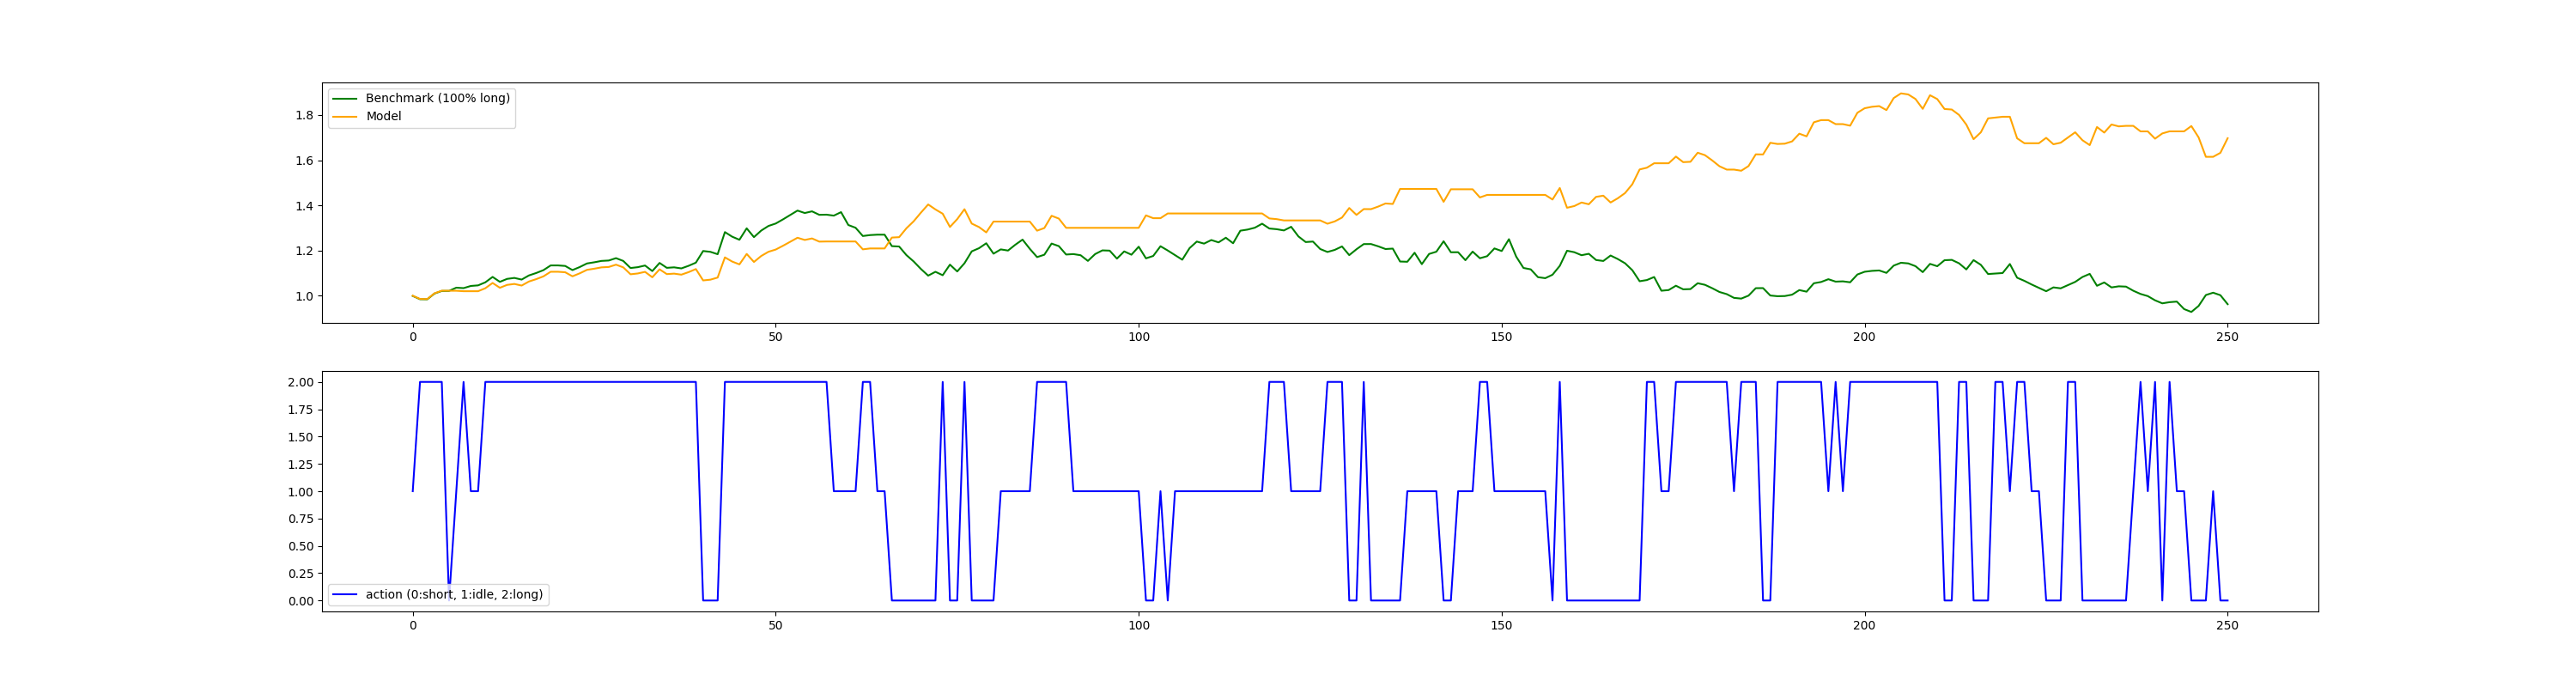 Benchmark (100% long)
Model
1.8
1.6
1.4
1.2
1.0
0 50 100 150 200 250
2.00
1.75
1.50
1.25
1.00
0.75
0.50
0.25
0.00
action (0:short, 1:idle, 2:long)
0 50 100 150 200 250